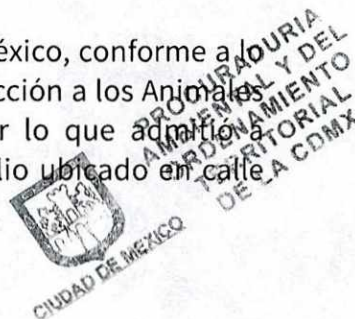 éxico, conforme a lo
cción a los Animales
r lo que admitió a
lio ubicado en calle
PROCURADURIA
AMBIENTAL Y DEL
ORDENAMIENTO
TERRITORIAL
DE LA CDMX
CIUDAD DE MEXICO